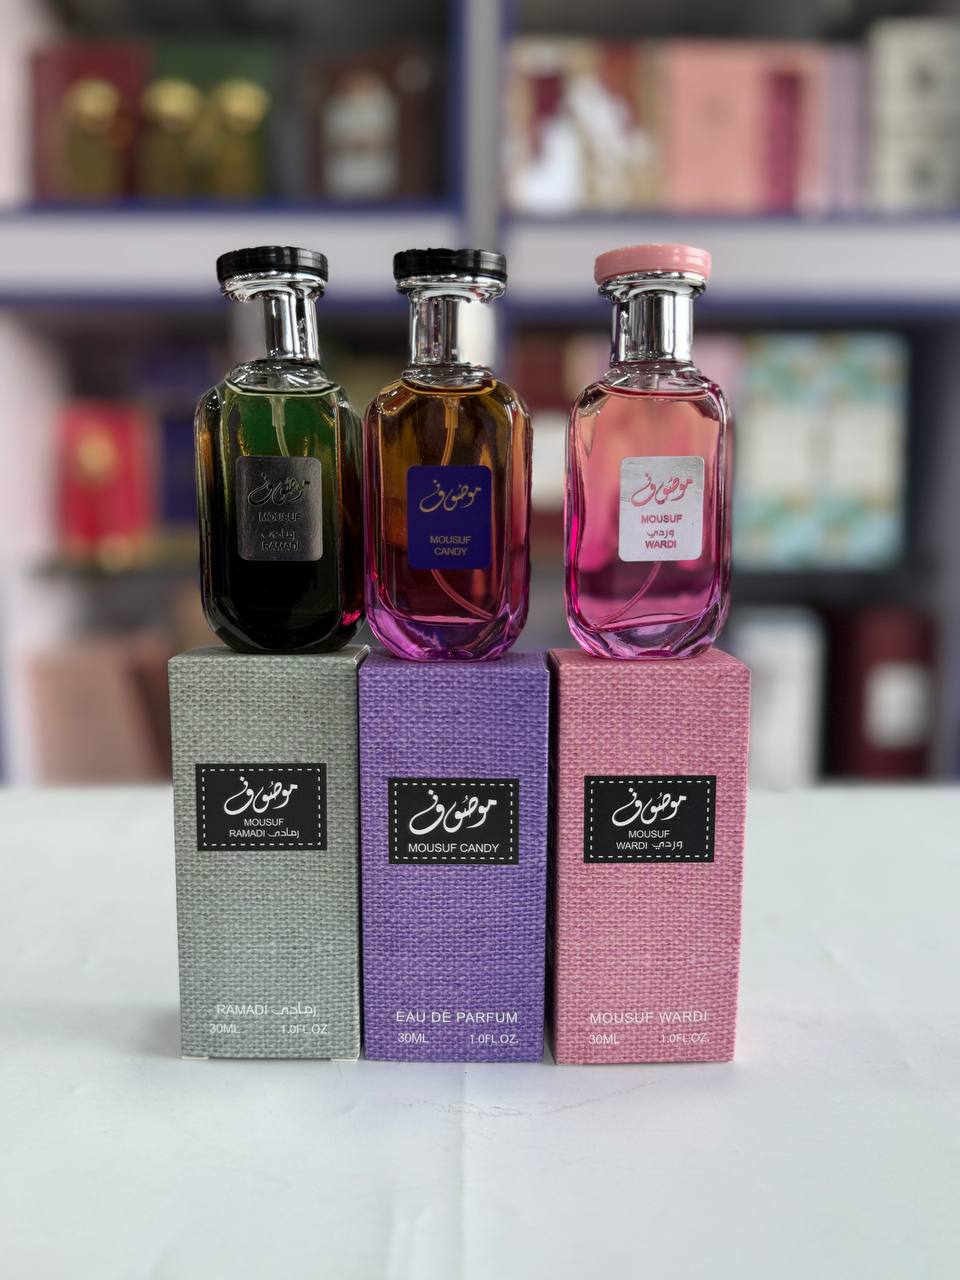 موصوف
MOUSUF
رمادي
RAMADI
موصوف
MOUSUF
CANDY
موصوف
MOUSUF
وردي
WARDI
موصوف
MOUSUF
RAMADI رمادي
RAMADI رمادي
30ML 1.0FL.OZ.
موصوف
MOUSUF CANDY
EAU DE PARFUM
30ML 1.0FL.OZ.
موصوف
MOUSUF
WARDI وردي
MOUSUF WARDI
30ML 1.0FL.OZ.